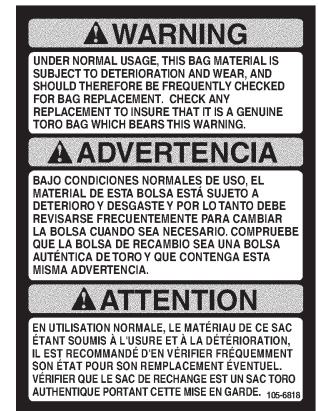 WARNING
UNDER NORMAL USAGE, THIS BAG MATERIAL IS
SUBJECT TO DETERIORATION AND WEAR, AND
SHOULD THEREFORE BE FREQUENTLY CHECKED
FOR BAG REPLACEMENT. CHECK ANY
REPLACEMENT TO INSURE THAT IT IS A GENUINE
TORO BAG WHICH BEARS THIS WARNING.
ADVERTENCIA
BAJO CONDICIONES NORMALES DE USO, EL
MATERIAL DE ESTA BOLSA ESTÁ SUJETO A
DETERIORO Y DESGASTE Y POR LO TANTO DEBE
REVISARSE FRECUENTEMENTE PARA CAMBIAR
LA BOLSA CUANDO SEA NECESARIO. COMPRUEBE
QUE LA BOLSA DE RECAMBIO SEA UNA BOLSA
AUTÉNTICA DE TORO Y QUE CONTENGA ESTA
MISMA ADVERTENCIA.
ATTENTION
EN UTILISATION NORMALE, LE MATÉRIAU DE CE SAC
ÉTANT SOUMIS À L'USURE ET À LA DÉTÉRIORATION,
IL EST RECOMMANDÉ D'EN VÉRIFIER FRÉQUEMMENT
SON ÉTAT POUR SON REMPLACEMENT ÉVENTUEL.
VÉRIFIER QUE LE SAC DE RECHANGE EST UN SAC TORO
AUTHENTIQUE PORTANT CETTE MISE EN GARDE. 105-6818